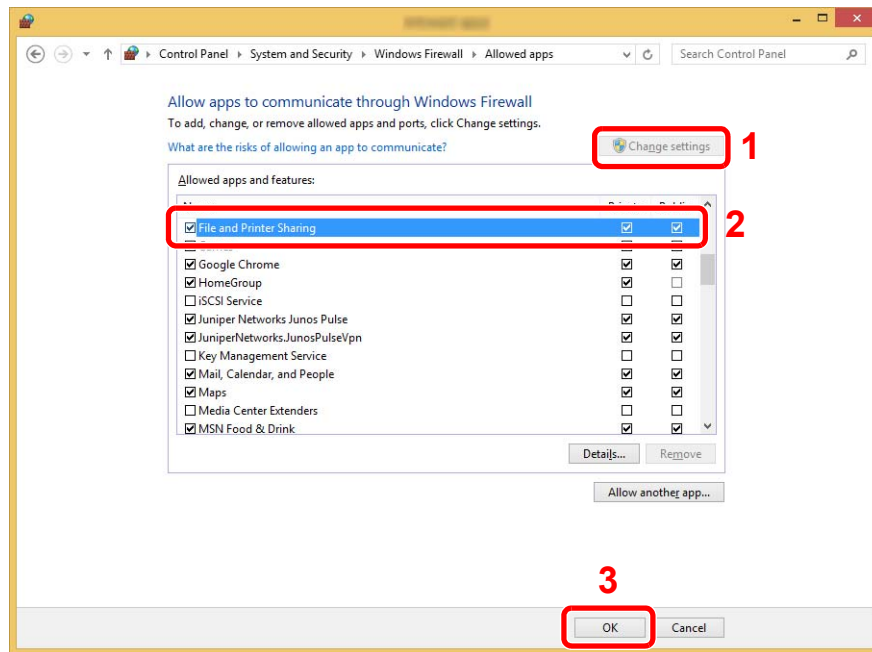 Control Panel System and Security Windows Firewall Allowed apps Search Control Panel
Allow apps to communicate through Windows Firewall
To add, change, or remove allowed apps and ports, click Change settings.
What are the risks of allowing an app to communicate?
Change settings
1
Allowed apps and features:
File and Printer Sharing
2
Google Chrome
HomeGroup
iSCSI Service
Juniper Networks Junos Pulse
JuniperNetworks.JunosPulseVpn
Key Management Service
Mail, Calendar, and People
Maps
Media Center Extenders
MSN Food & Drink
Details... Remove
Allow another app...
3
OK Cancel